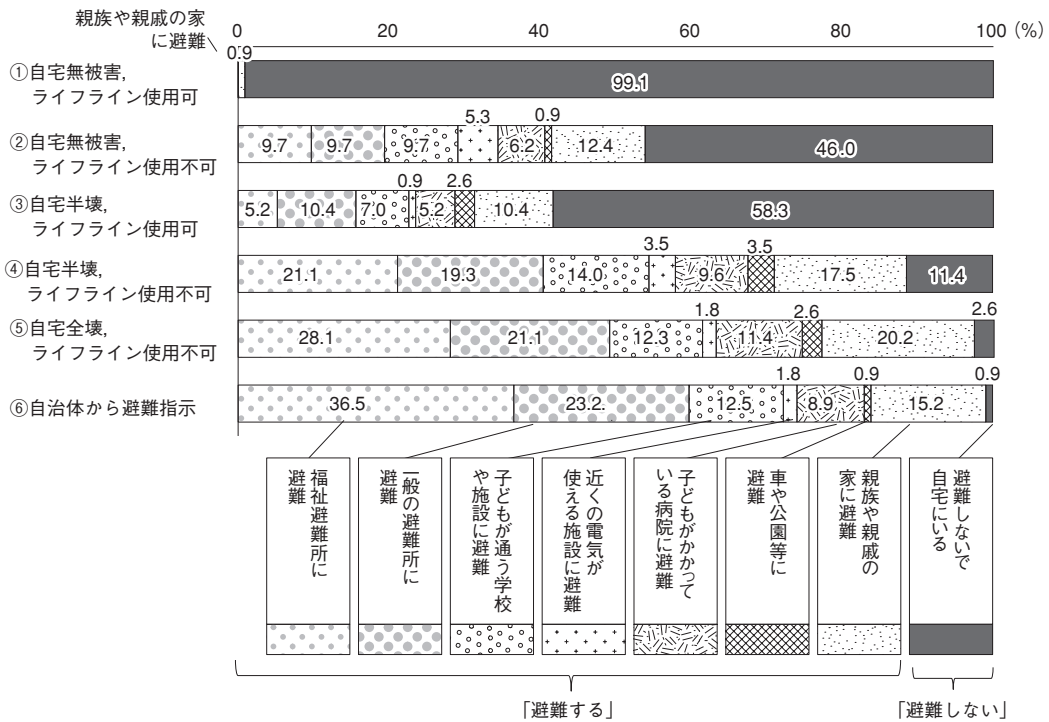 親族や親戚の家
に避難
0 20 40 60 80 100 (%)
0.9
①自宅無被害,
ライフライン使用可
99.1
5.3 0.9
②自宅無被害,
ライフライン使用不可
9.7 9.7 9.7 6.2 12.4 46.0
0.9 2.6
③自宅半壊,
ライフライン使用可
5.2 10.4 7.0 5.2 10.4 58.3
3.5 3.5
④自宅半壊,
ライフライン使用不可
21.1 19.3 14.0 9.6 17.5 11.4
1.8 2.6 2.6
⑤自宅全壊,
ライフライン使用不可
28.1 21.1 12.3 11.4 20.2
1.8 0.9 0.9
⑥自治体から避難指示
36.5 23.2 12.5 8.9 15.2
福祉避難所に
避難
一般の避難所に
避難
子どもが通う学校
や施設に避難
近くの電気が
使える施設に避難
子どもがかかって
いる病院に避難
車や公園等に
避難
親族や親戚の
家に避難
避難しないで
自宅にいる
「避難する」
「避難しない」